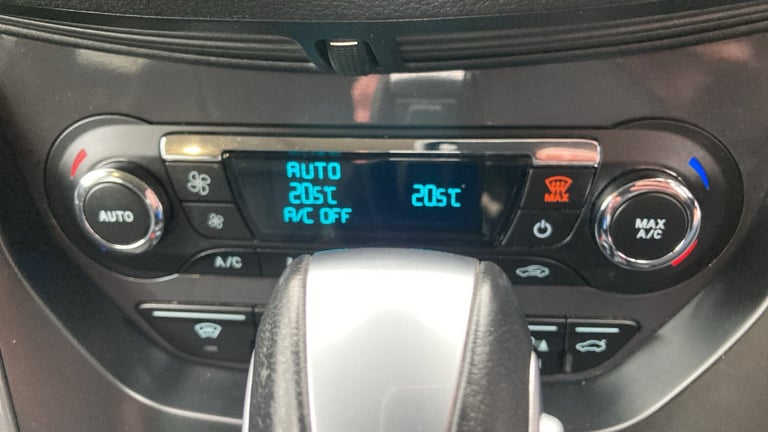 AUTO
20.5°C 20.5°C
A/C OFF
MAX
AUTO
MAX
A/C
A/C